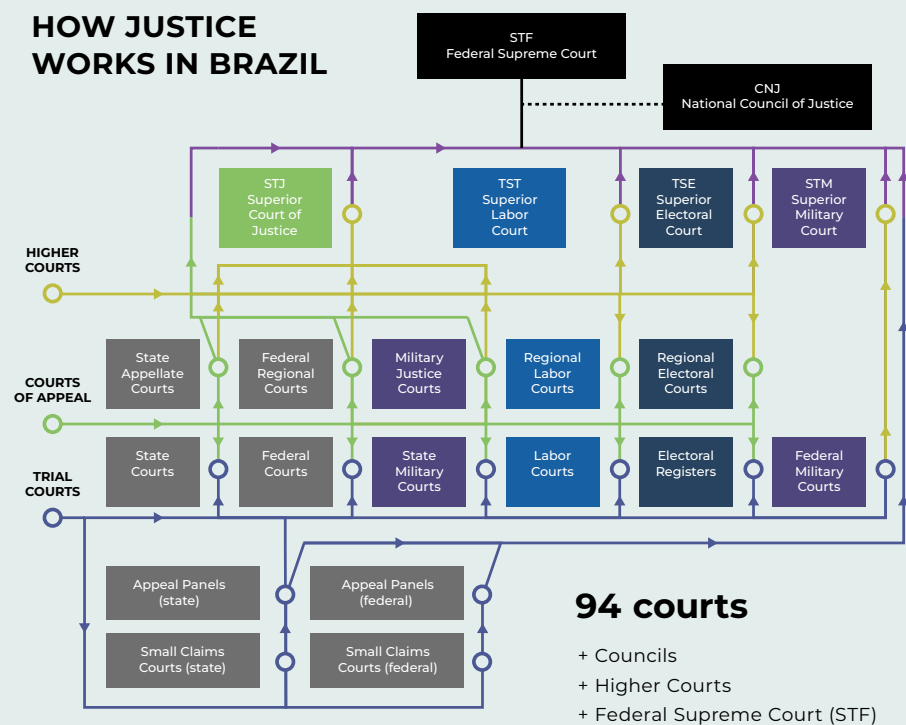 HOW JUSTICE
WORKS IN BRAZIL
STF
Federal Supreme Court
CNJ
National Council of Justice
STJ
Superior
Court of
Justice
TST
Superior
Labor
Court
TSE
Superior
Electoral
Court
STM
Superior
Military
Court
HIGHER
COURTS
State
Appellate
Courts
Federal
Regional
Courts
Military
Justice
Courts
Regional
Labor
Courts
Regional
Electoral
Courts
COURTS
OF APPEAL
State
Courts
Federal
Courts
State
Military
Courts
Labor
Courts
Electoral
Registers
Federal
Military
Courts
TRIAL
COURTS
Appeal Panels
(state)
Appeal Panels
(federal)
Small Claims
Courts (state)
Small Claims
Courts (federal)
94 courts
+ Councils
+ Higher Courts
+ Federal Supreme Court (STF)